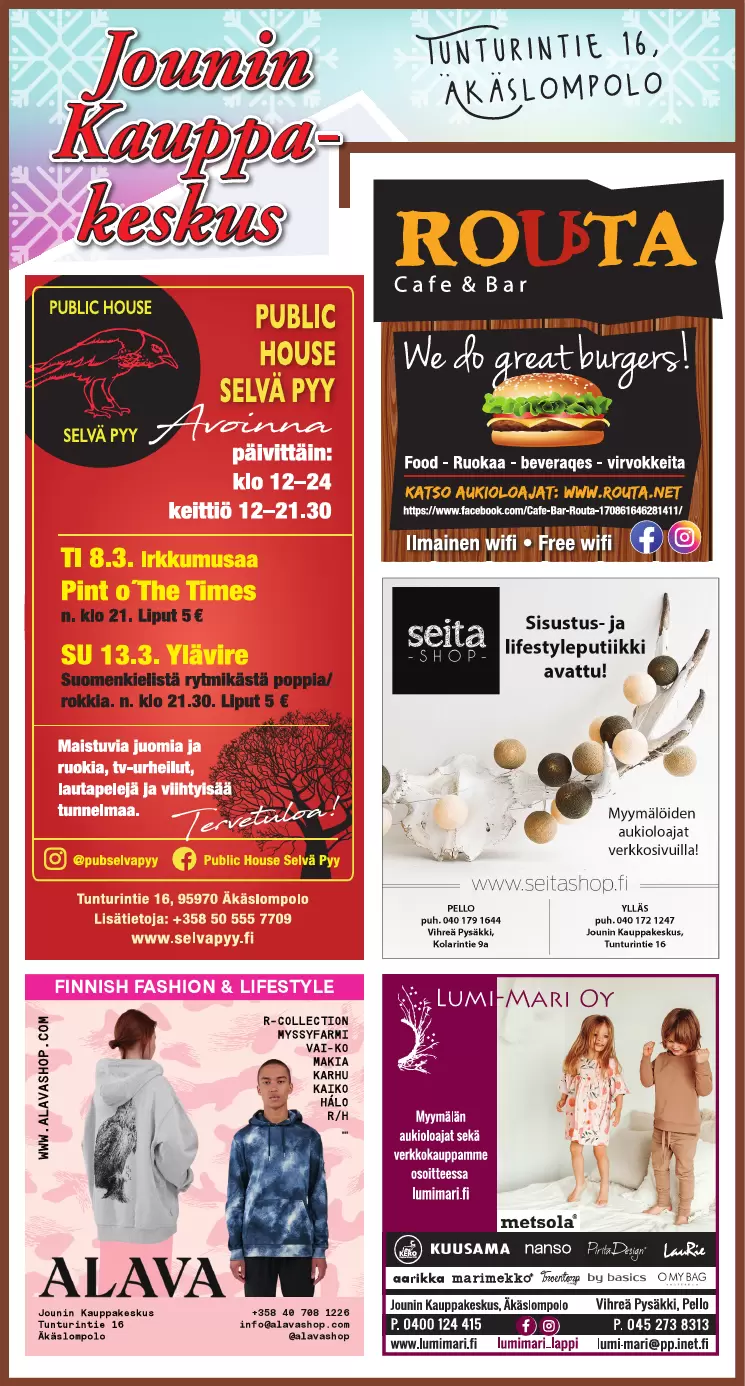 Jounin
Kauppa-
keskus
TUNTURINTIE 16,
ÄKÄSLOMPOLO
PUBLIC HOUSE
SELVÄ PYY
PUBLIC
HOUSE
SELVÄ PYY
Avoinna
päivittäin:
klo 12–24
keittiö 12–21.30
TI 8.3. Irkkumusaa
Pint o´The Times
n. klo 21. Liput 5 €
SU 13.3. Ylävire
Suomenkielistä rytmikästä poppia/
rokkia. n. klo 21.30. Liput 5 €
Maistuvia juomia ja
ruokia, tv-urheilut,
lautapelejä ja viihtyisää
tunnelmaa.
Tervetuloa!
@pubselvapyy
Public House Selvä Pyy
Tunturintie 16, 95970 Äkäslompolo
Lisätietoja: +358 50 555 7709
www.selvapyy.fi
ROUTA
Cafe & Bar
We do great burgers!
Food - Ruokaa - beveraqes - virvokkeita
KATSO AUKIOLOAJAT: WWW.ROUTA.NET
https://www.facebook.com/Cafe-Bar-Routa-170861646281411/
Ilmainen wifi • Free wifi
seita
-SHOP-
Sisustus- ja
lifestyleputiikki
avattu!
Myymälöiden
aukioloajat
verkkosivuilla!
www.seitashop.fi
PELLO
puh. 040 179 1644
Vihreä Pysäkki,
Kolarintie 9a
YLLÄS
puh. 040 172 1247
Jounin Kauppakeskus,
Tunturintie 16
FINNISH FASHION & LIFESTYLE
WWW.ALAVASHOP.COM
R-COLLECTION
MYSSYFARMI
VAI-KO
MAKIA
KARHU
KAIKO
HÁLO
R/H
…
ALAVA
Jounin Kauppakeskus
Tunturintie 16
Äkäslompolo
+358 40 708 1226
info@alavashop.com
@alavashop
LUMI-MARI OY
Myymälän
aukioloajat sekä
verkkokauppamme
osoitteessa
lumimari.fi
metsola
KUUSAMA nanso PiritaDesign LauRie
aarikka marimekko by basics O MY BAG
Jounin Kauppakeskus, Äkäslompolo
P. 0400 124 415
www.lumimari.fi
lumimari_lappi
Vihreä Pysäkki, Pello
P. 045 273 8313
lumi-mari@pp.inet.fi